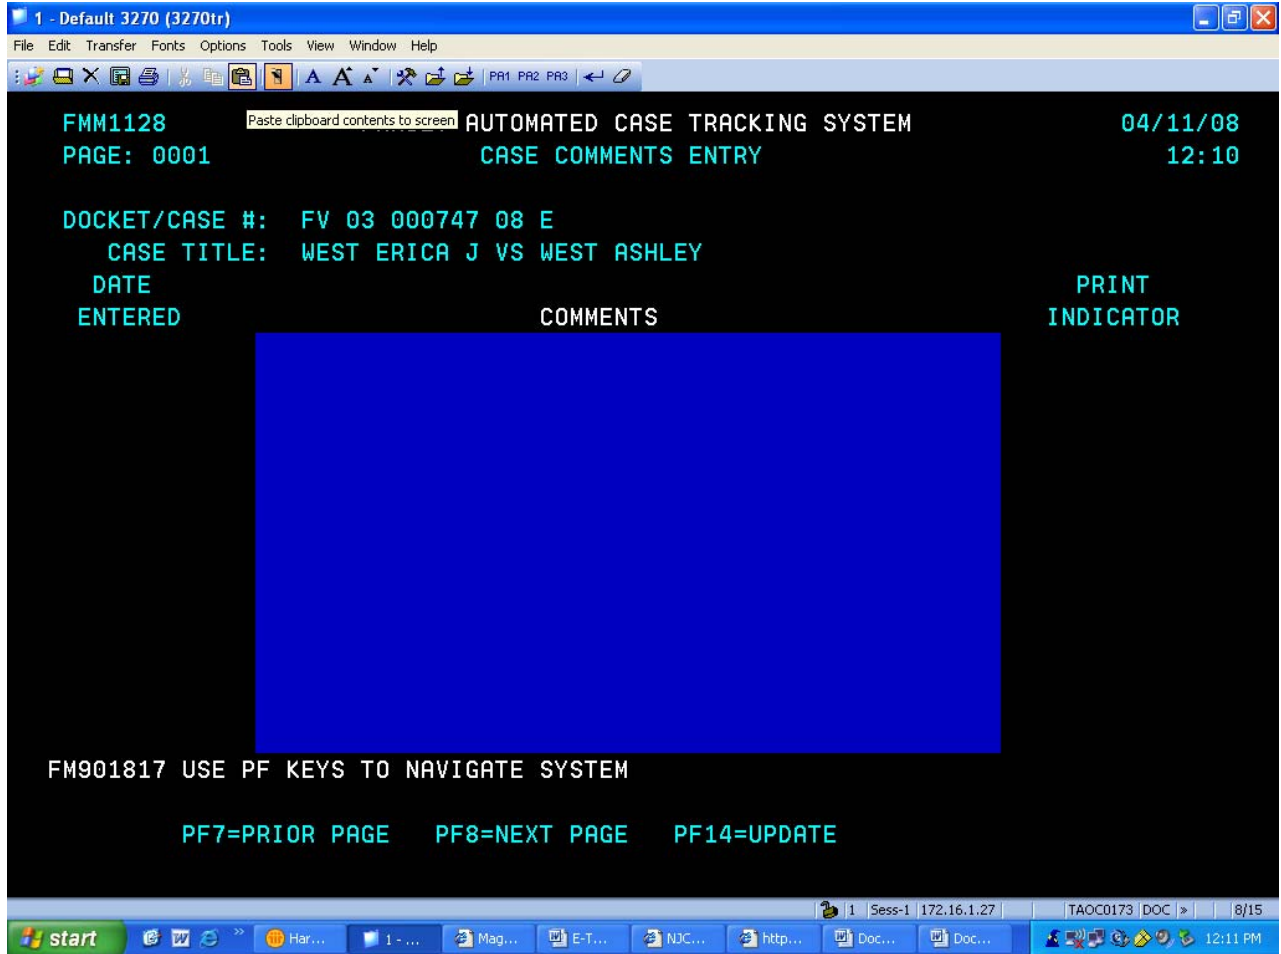 1 - Default 3270 (3270tr)
File Edit Transfer Fonts Options Tools View Window Help
PA1 PA2 PA3
FMM1128 AUTOMATED CASE TRACKING SYSTEM 04/11/08
Paste clipboard contents to screen
PAGE: 0001 CASE COMMENTS ENTRY 12:10
DOCKET/CASE #: FV 03 000747 08 E
CASE TITLE: WEST ERICA J VS WEST ASHLEY
DATE PRINT
ENTERED COMMENTS INDICATOR
FM901817 USE PF KEYS TO NAVIGATE SYSTEM
PF7=PRIOR PAGE PF8=NEXT PAGE PF14=UPDATE
1 Sess-1 172.16.1.27 TAOC0173 DOC » 8/15
start » Har... 1 - ... Mag... E-T... NJC... http... Doc... Doc... 12:11 PM